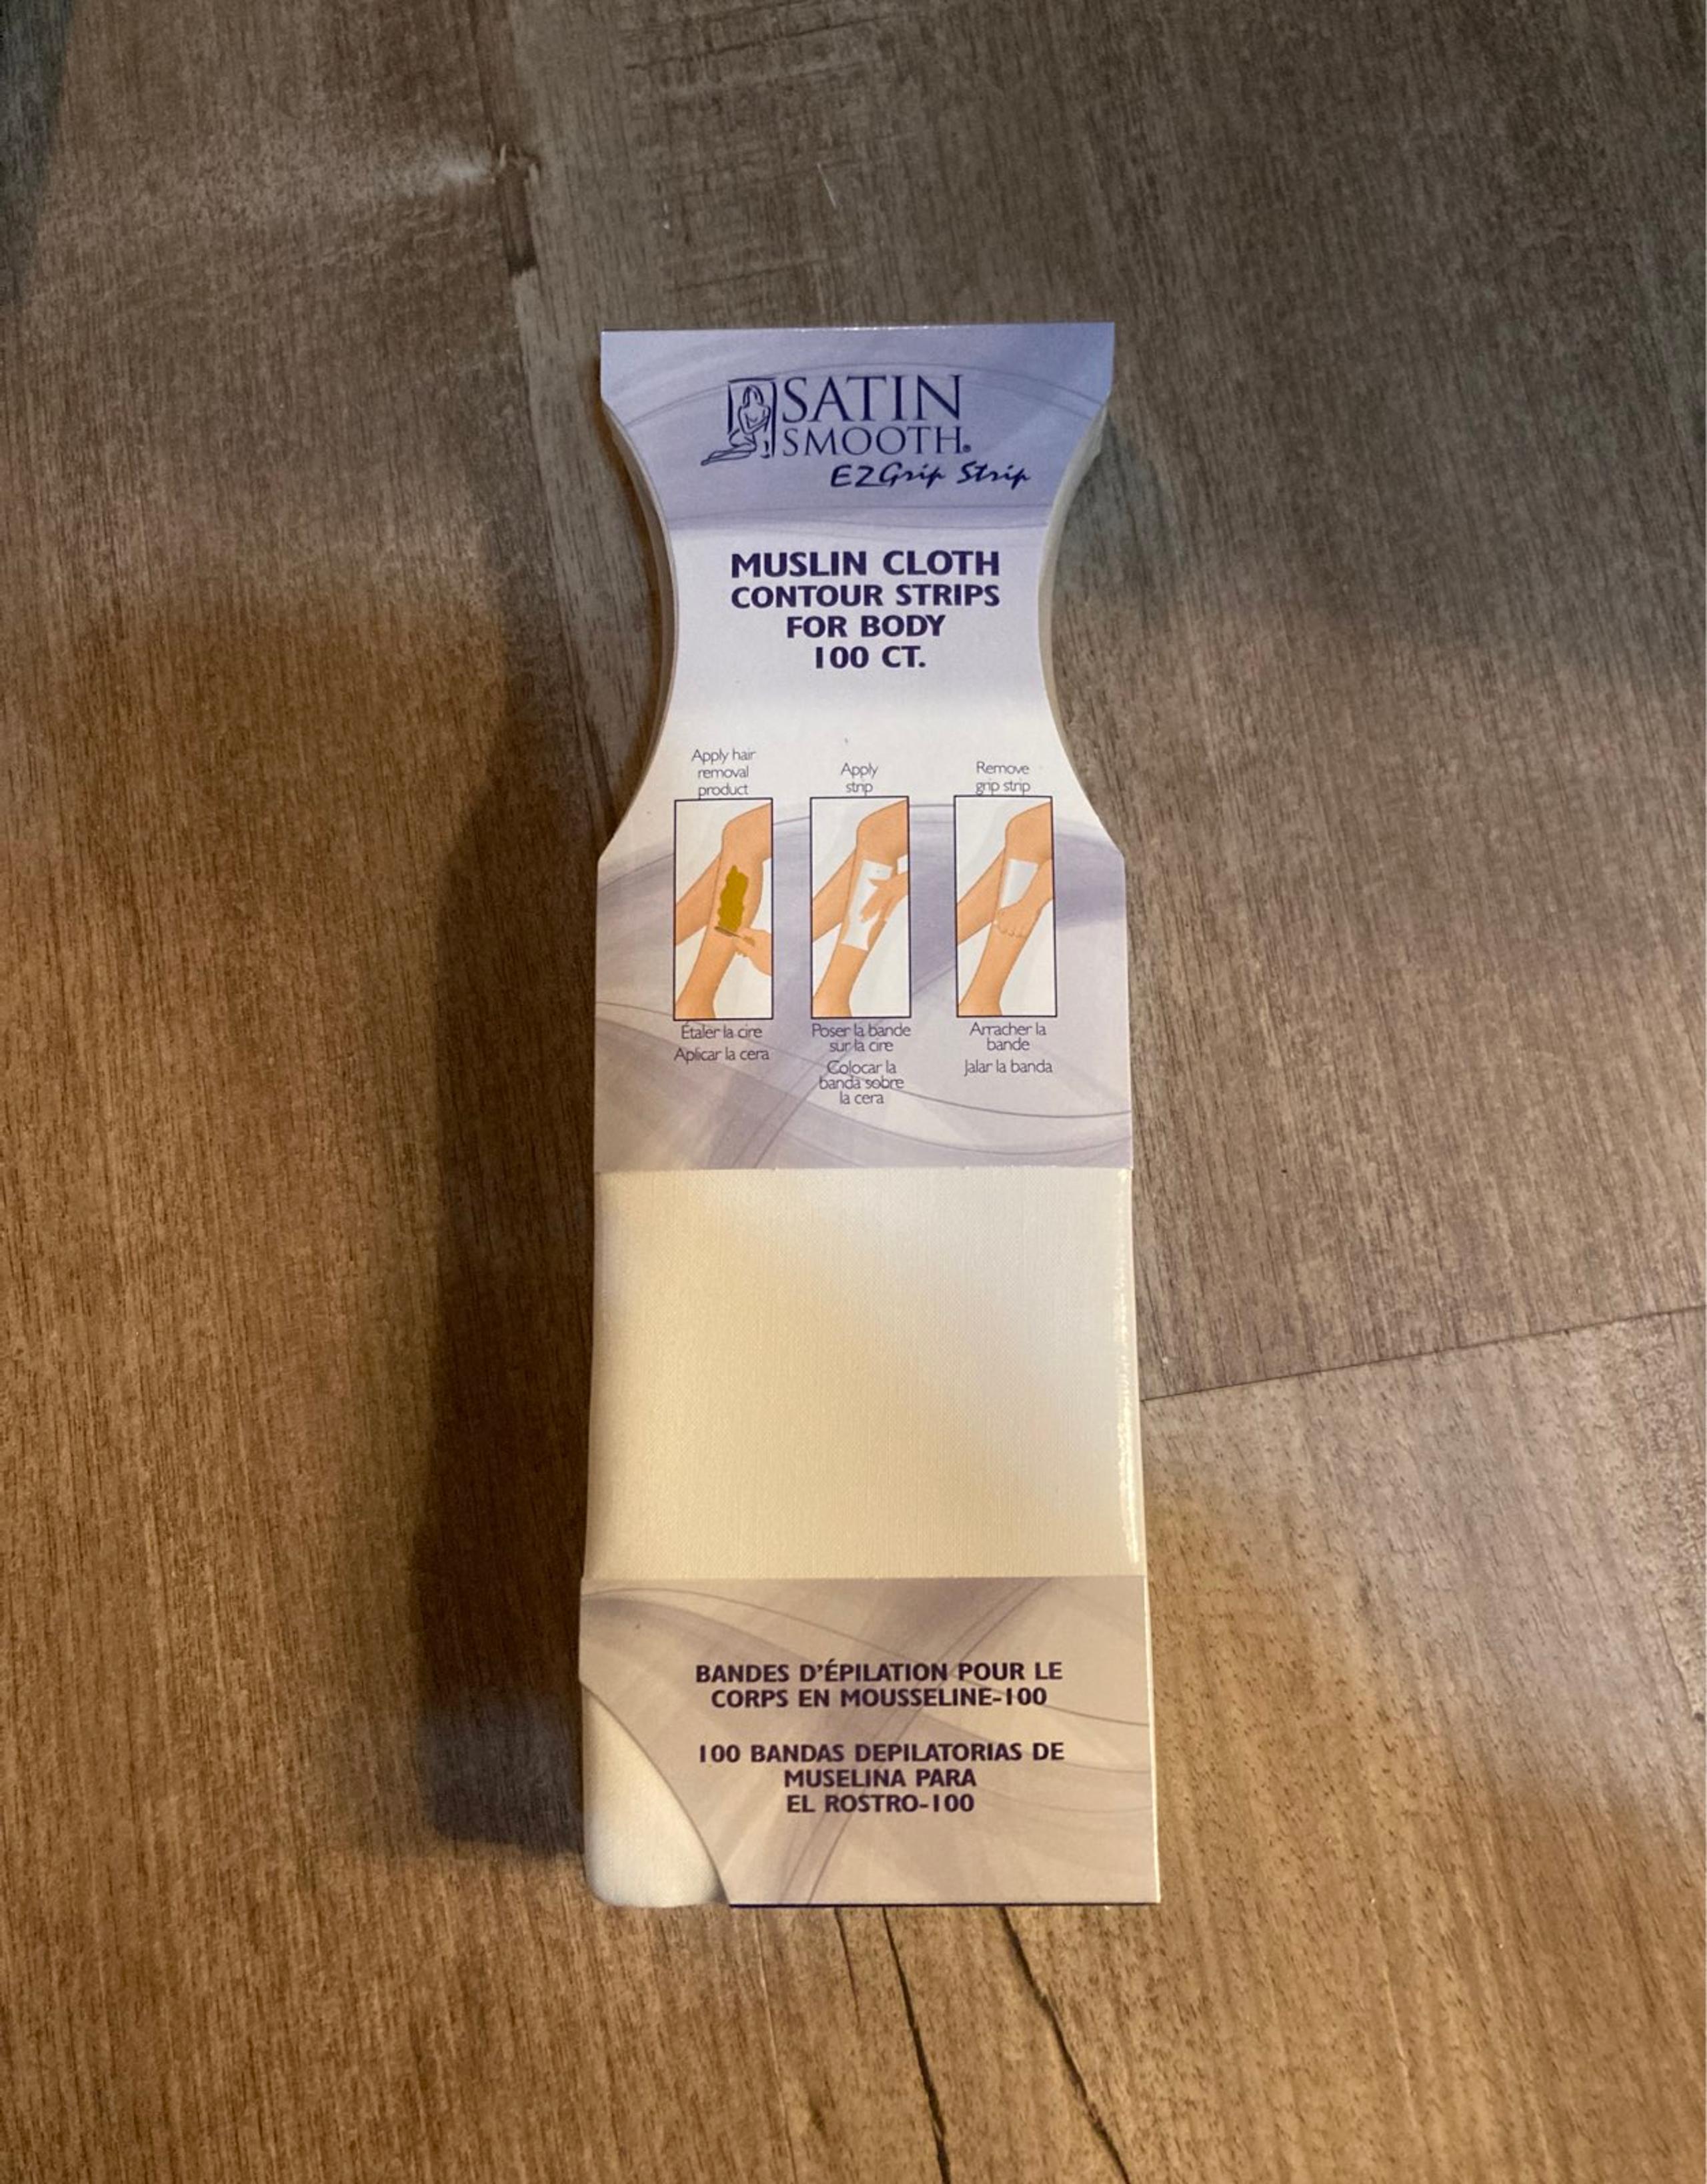 SATIN
SMOOTH®
EZ Grip Strip
MUSLIN CLOTH
CONTOUR STRIPS
FOR BODY
100 CT.
Apply hair
removal
product
Étaler la cire
Aplicar la cera
Apply
strip
Poser la bande
sur la cire
Colocar la
banda sobre
la cera
Remove
grip strip
Arracher la
bande
Jalar la banda
BANDES D'ÉPILATION POUR LE
CORPS EN MOUSSELINE-100
100 BANDAS DEPILATORIAS DE
MUSELINA PARA
EL ROSTRO-100